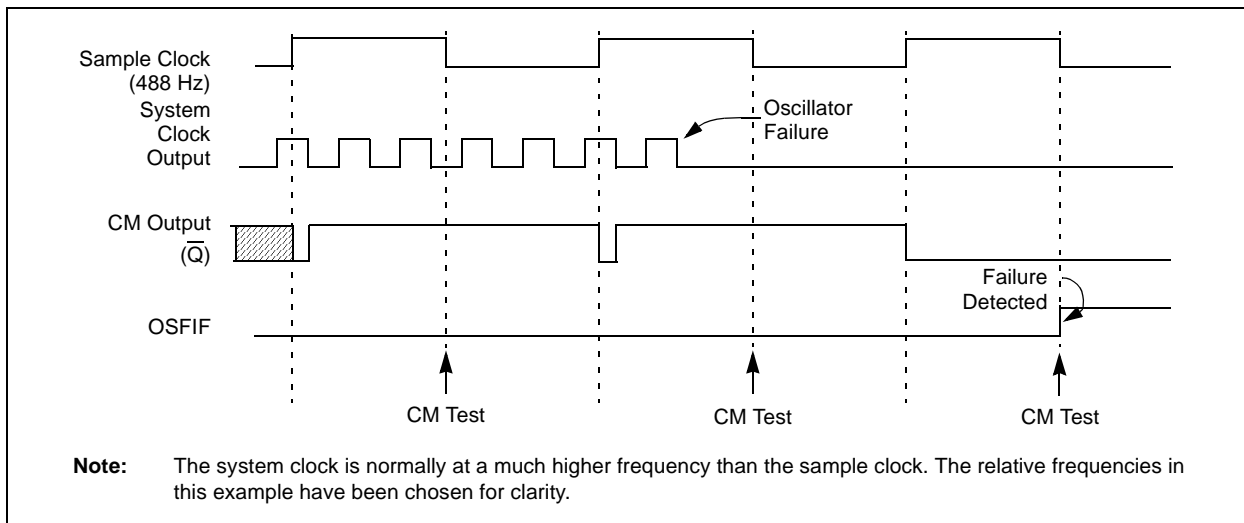 Sample Clock
(488 Hz)
System
Clock
Output
Oscillator
Failure
CM Output
(Q̅)
Failure
Detected
OSFIF
CM Test
CM Test
CM Test
Note: The system clock is normally at a much higher frequency than the sample clock. The relative frequencies in
this example have been chosen for clarity.